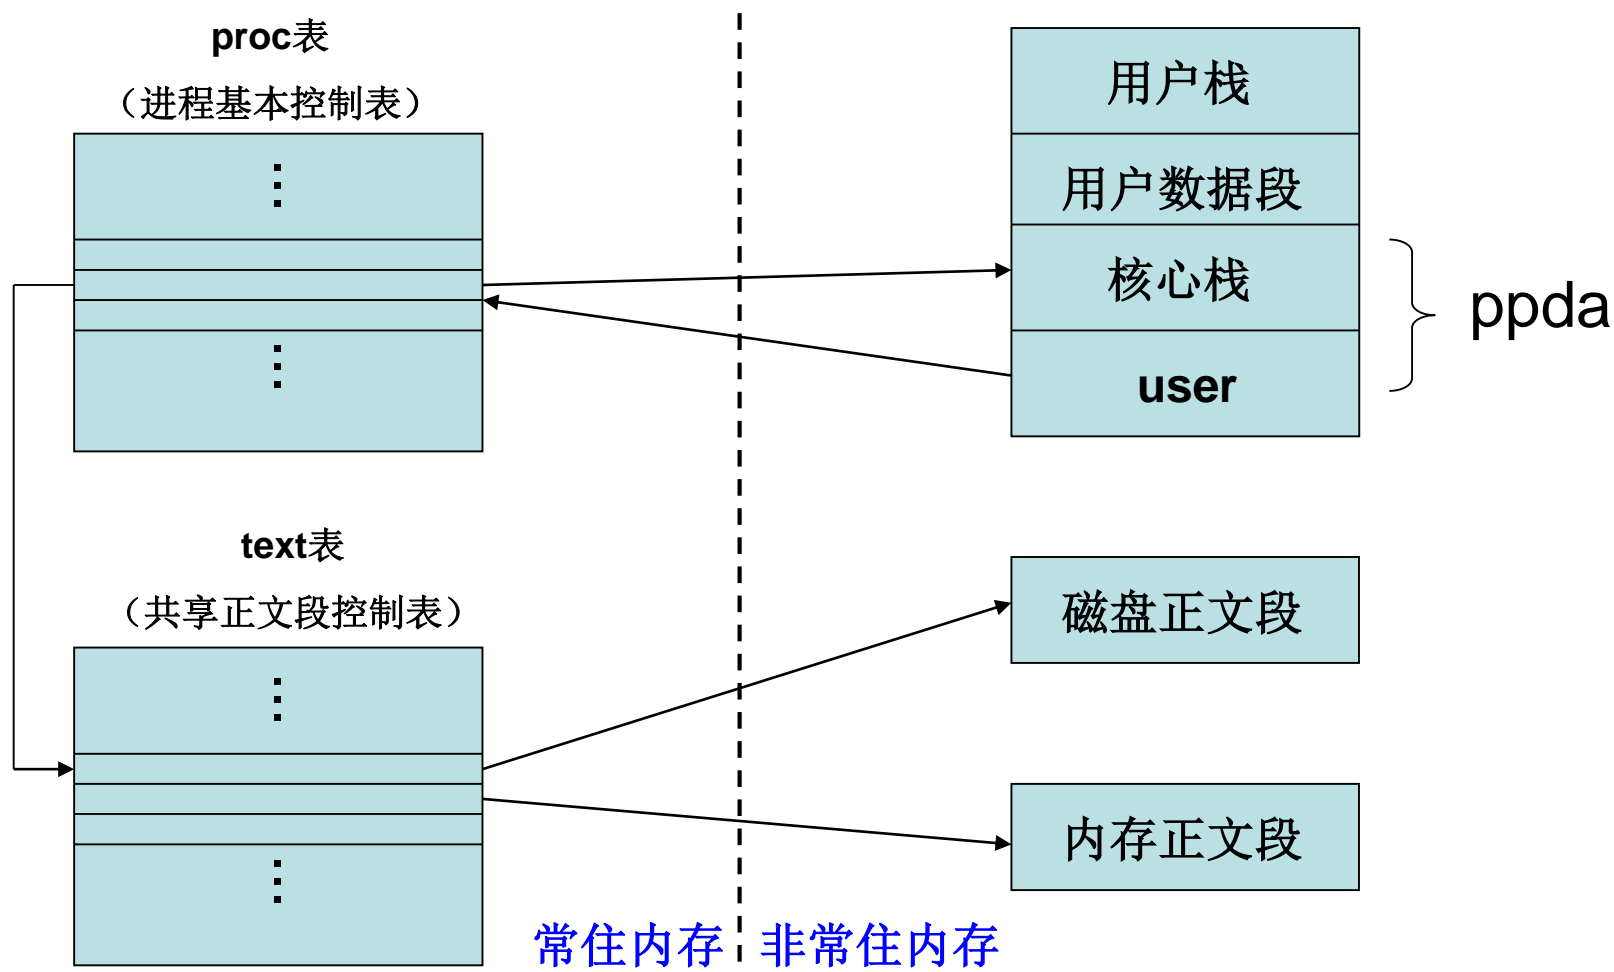 proc表
（进程基本控制表）
用户栈
用户数据段
核心栈
user
ppda
text表
（共享正文段控制表）
磁盘正文段
内存正文段
常住内存
非常住内存